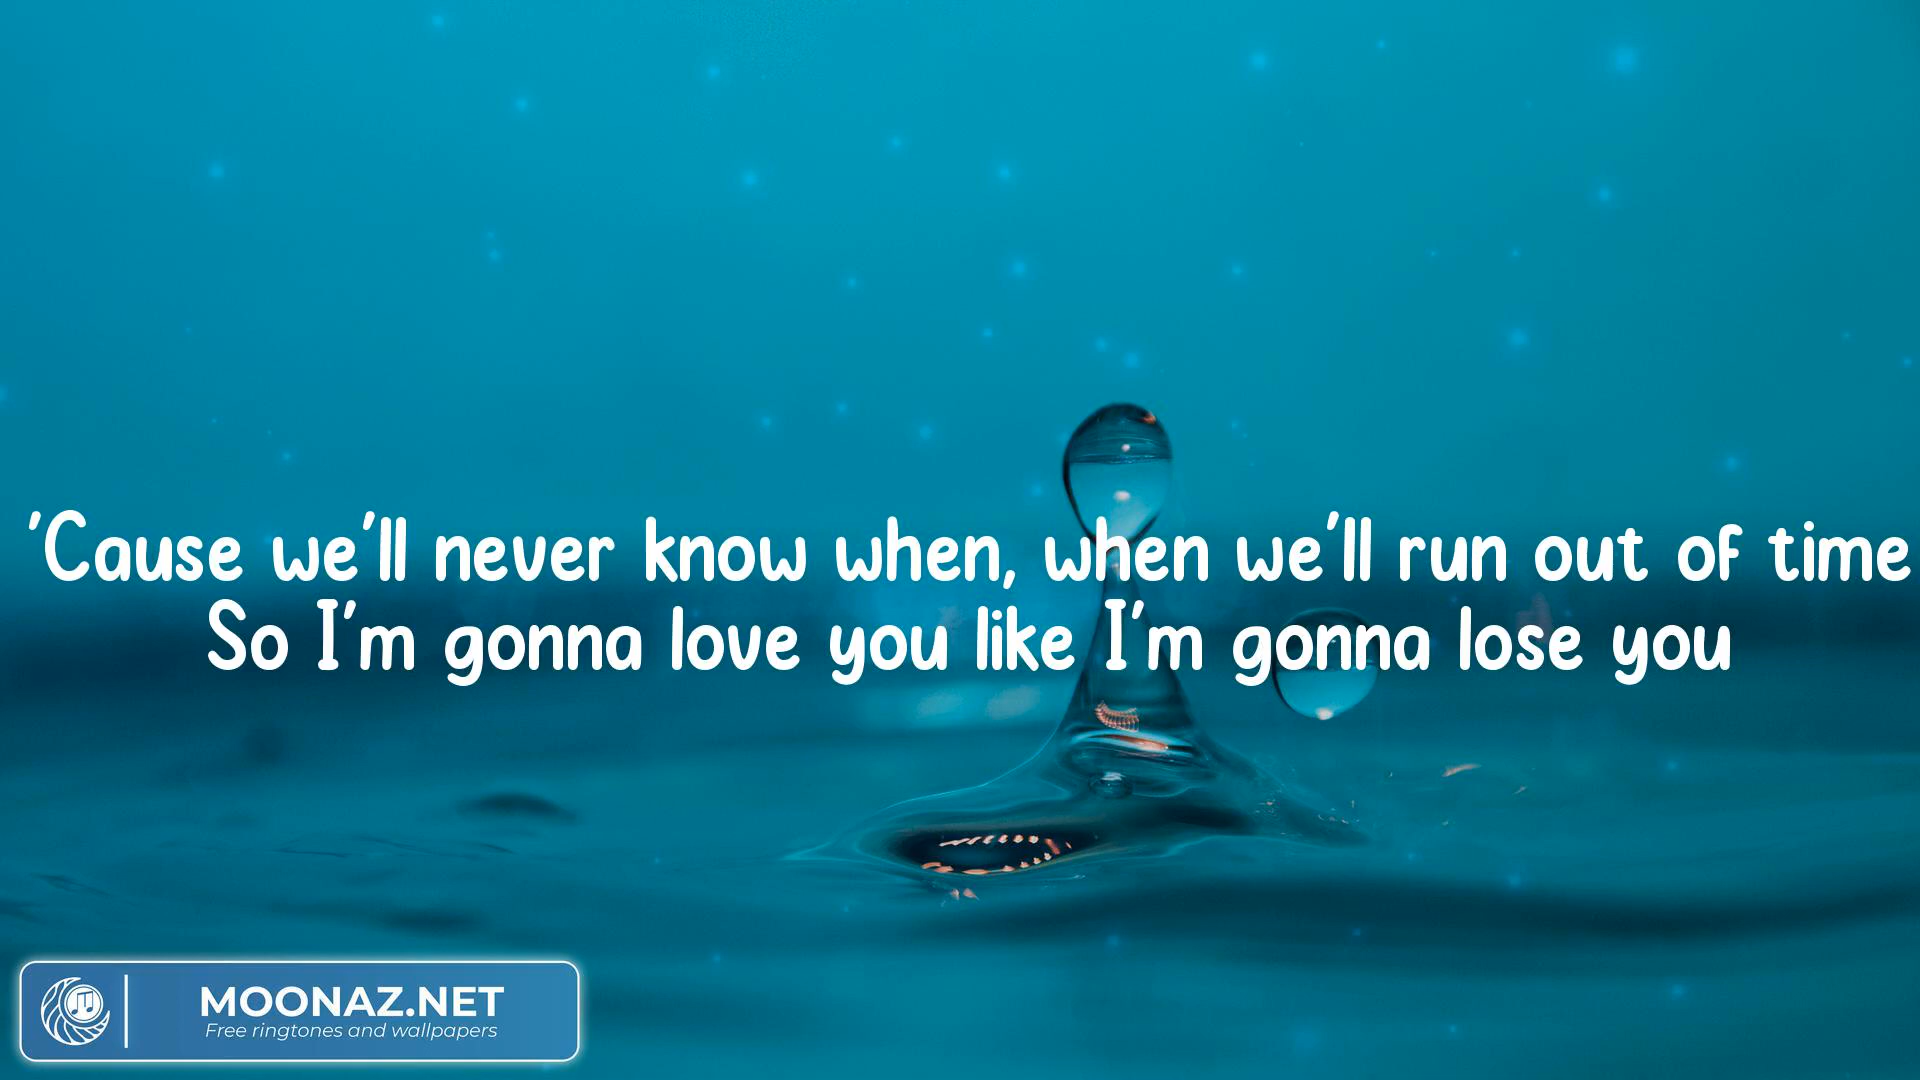 'Cause we'll never know when, when we'll run out of time
So I'm gonna love you like I'm gonna lose you
MOONAZ.NET
Free ringtones and wallpapers